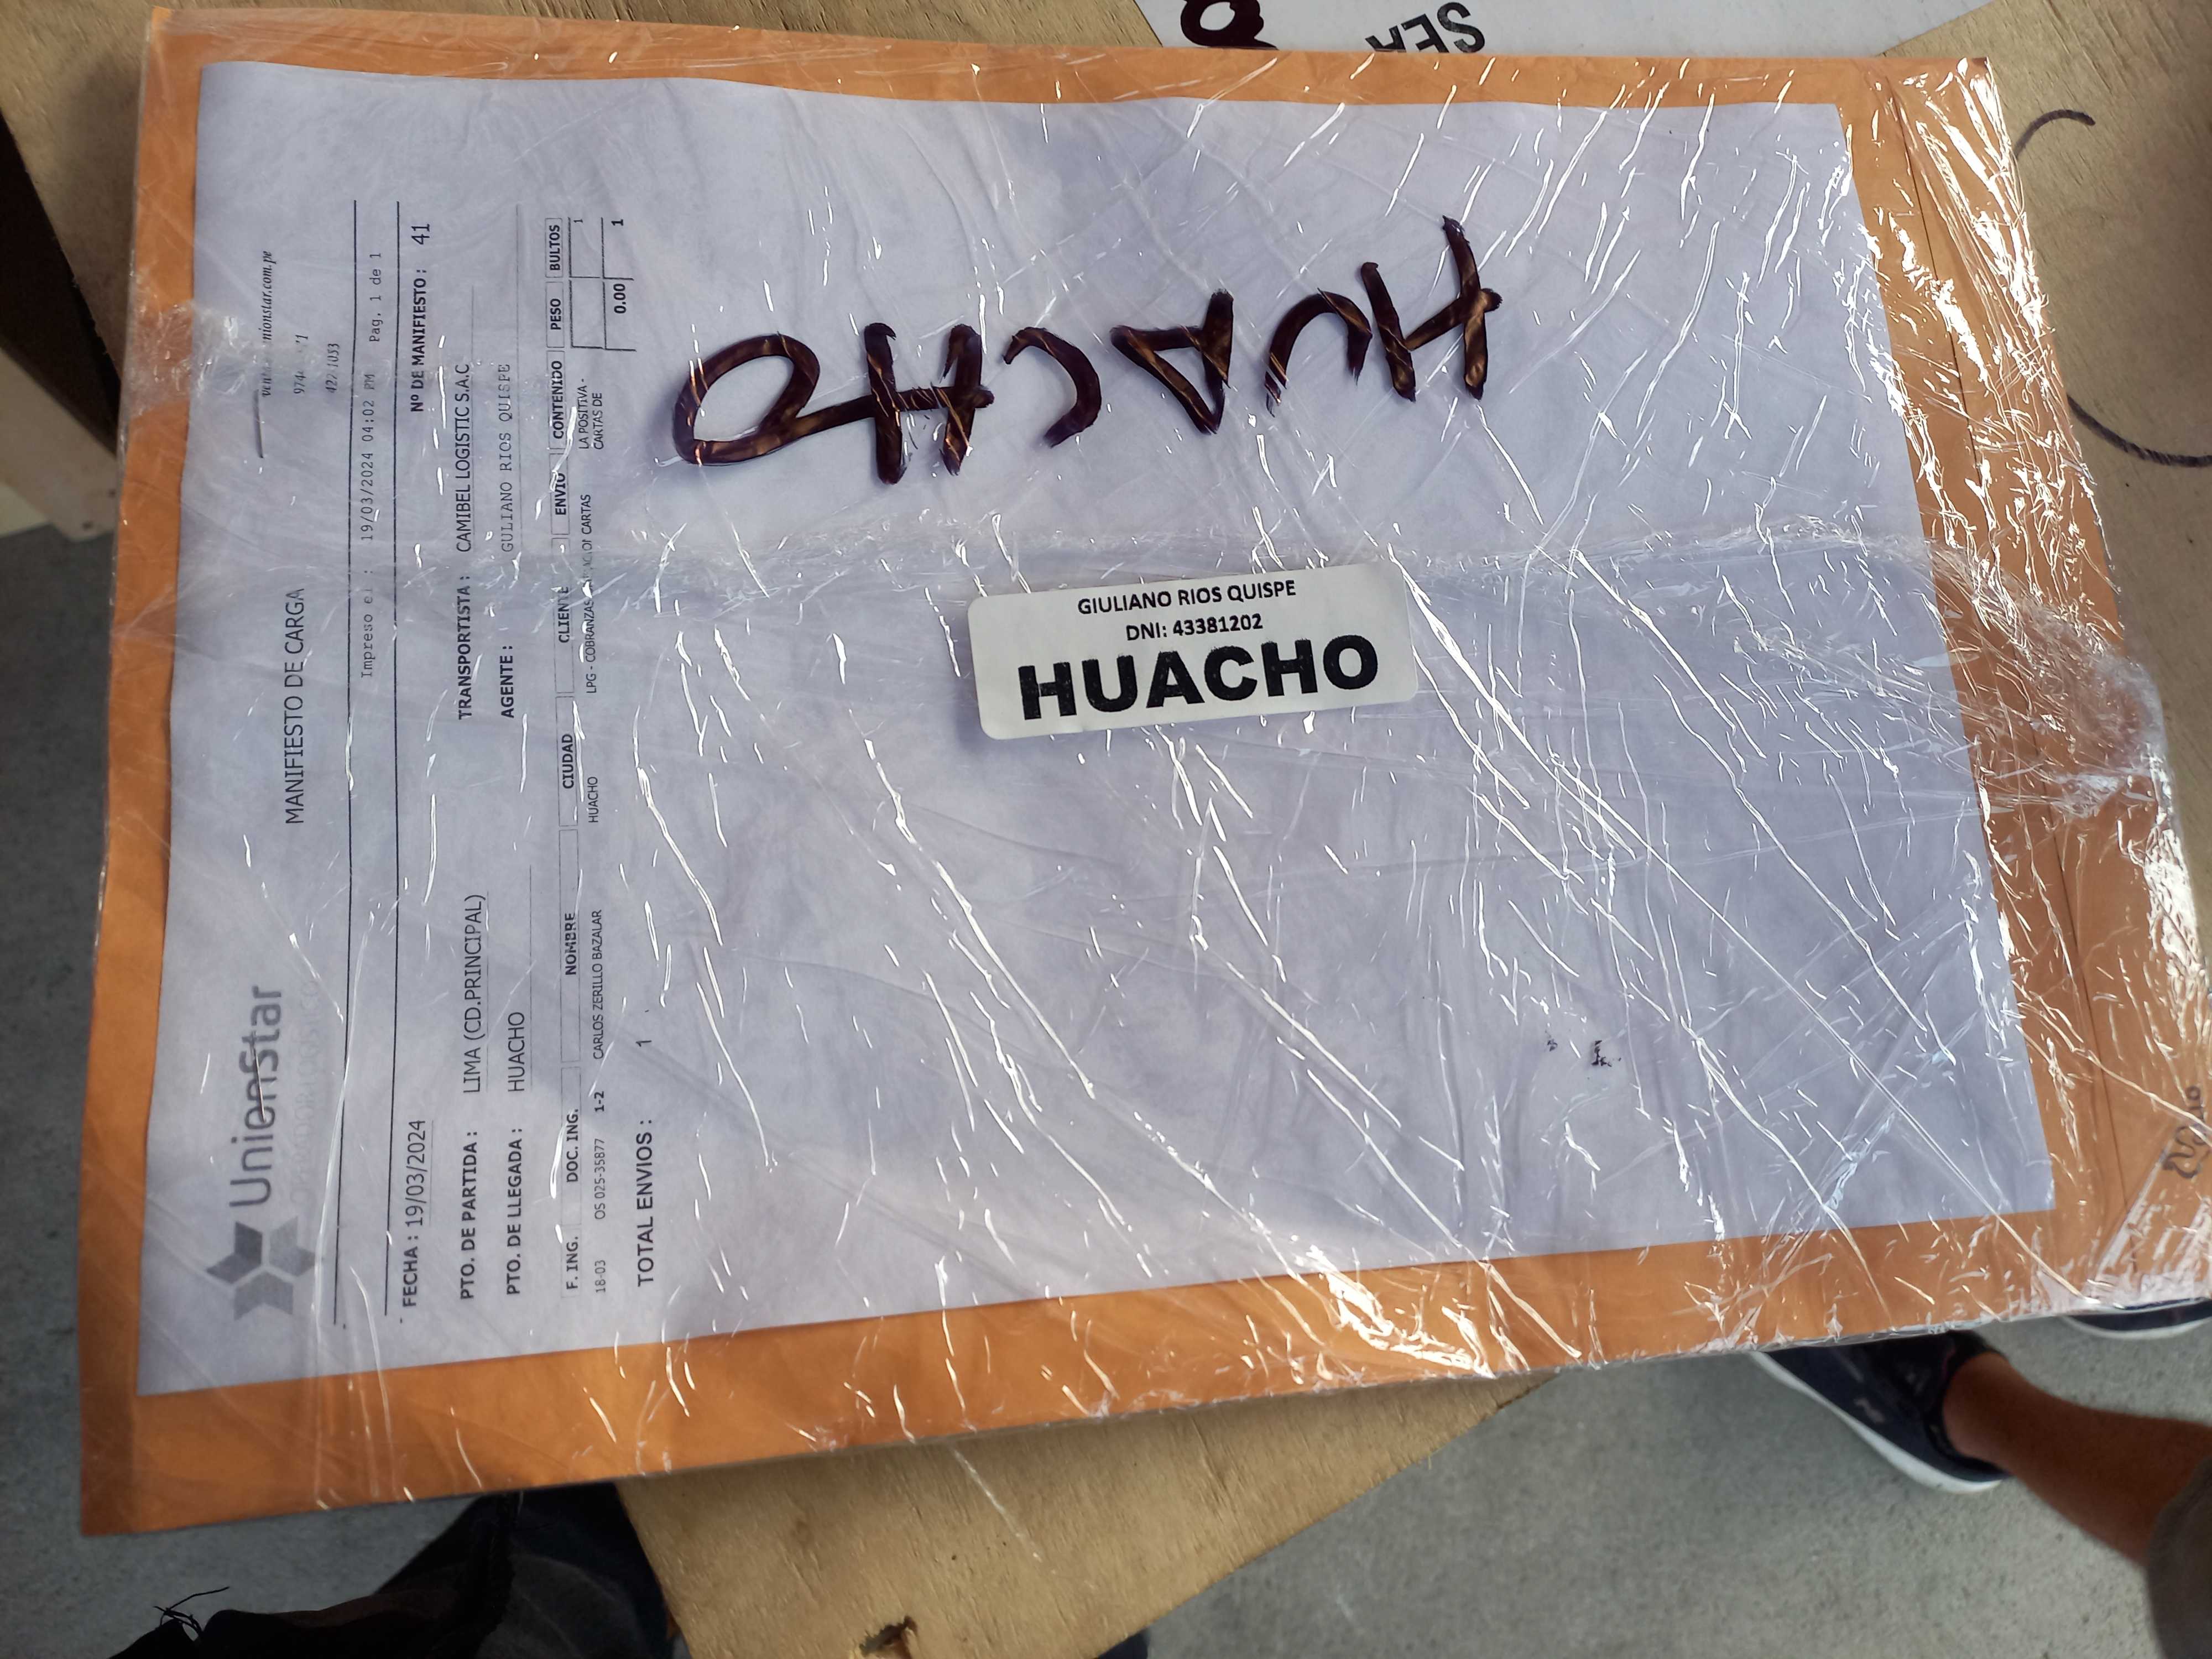 UnionStar
MANIFIESTO DE CARGA
Impreso el : 19/03/2024 04:02 PM Pag. 1 de 1
FECHA : 19/03/2024 Nº DE MANIFIESTO : 41
PTO. DE PARTIDA : LIMA (CD.PRINCIPAL) TRANSPORTISTA : CAMIBEL LOGISTIC S.A.C
PTO. DE LLEGADA : HUACHO AGENTE : GULIANO RIOS QUISPE
F. ING. DOC. ING. NOMBRE CIUDAD CLIENTE ENVIO CONTENIDO PESO BULTOS
18-03 OS 025-35877 1-2 CARLOS ZERILLO BAZALAR HUACHO LPG - COBRANZAS CARTAS LA POSITIVA - 1
CARTAS DE
TOTAL ENVIOS : 1 0.00 1
HUACHO
GIULIANO RIOS QUISPE
DNI: 43381202
HUACHO
SER